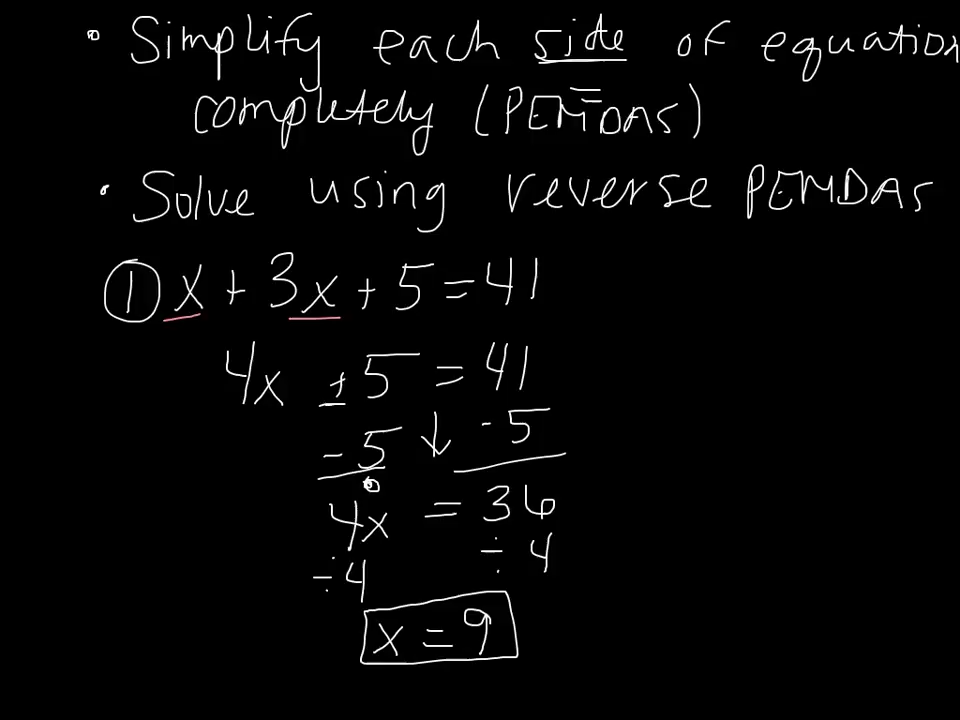 • Simplify each side of equation
completely (PEMDAS)
• Solve using reverse PEMDAS
① x + 3x + 5 = 41
4x + 5 = 41
- 5 ↓ - 5
0
4x = 36
÷4 ÷ 4
x = 9